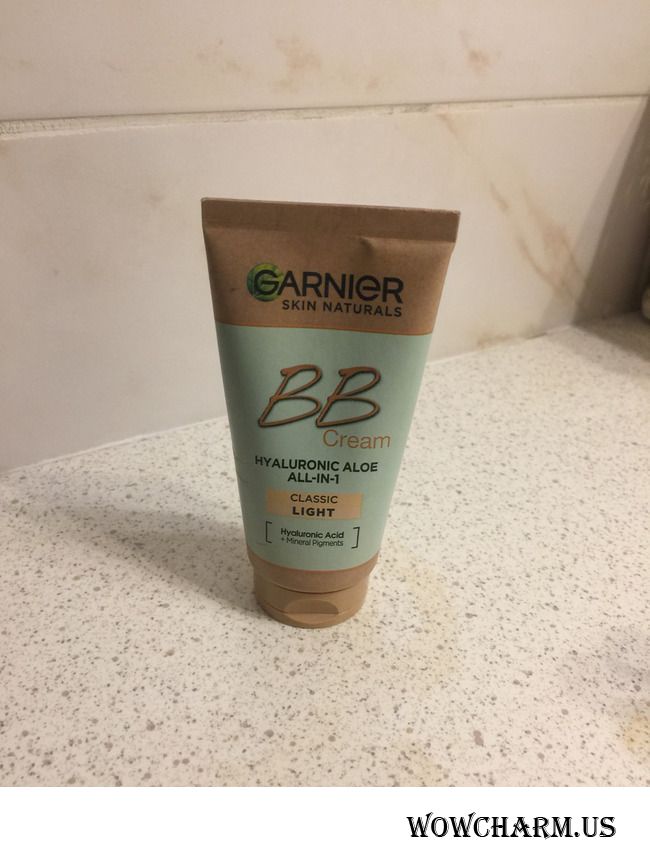 GARNIER
SKIN NATURALS
BB
Cream
HYALURONIC ALOE
ALL-IN-1
CLASSIC
LIGHT
Hyaluronic Acid
+ Mineral Pigments
WOWCHARM.US